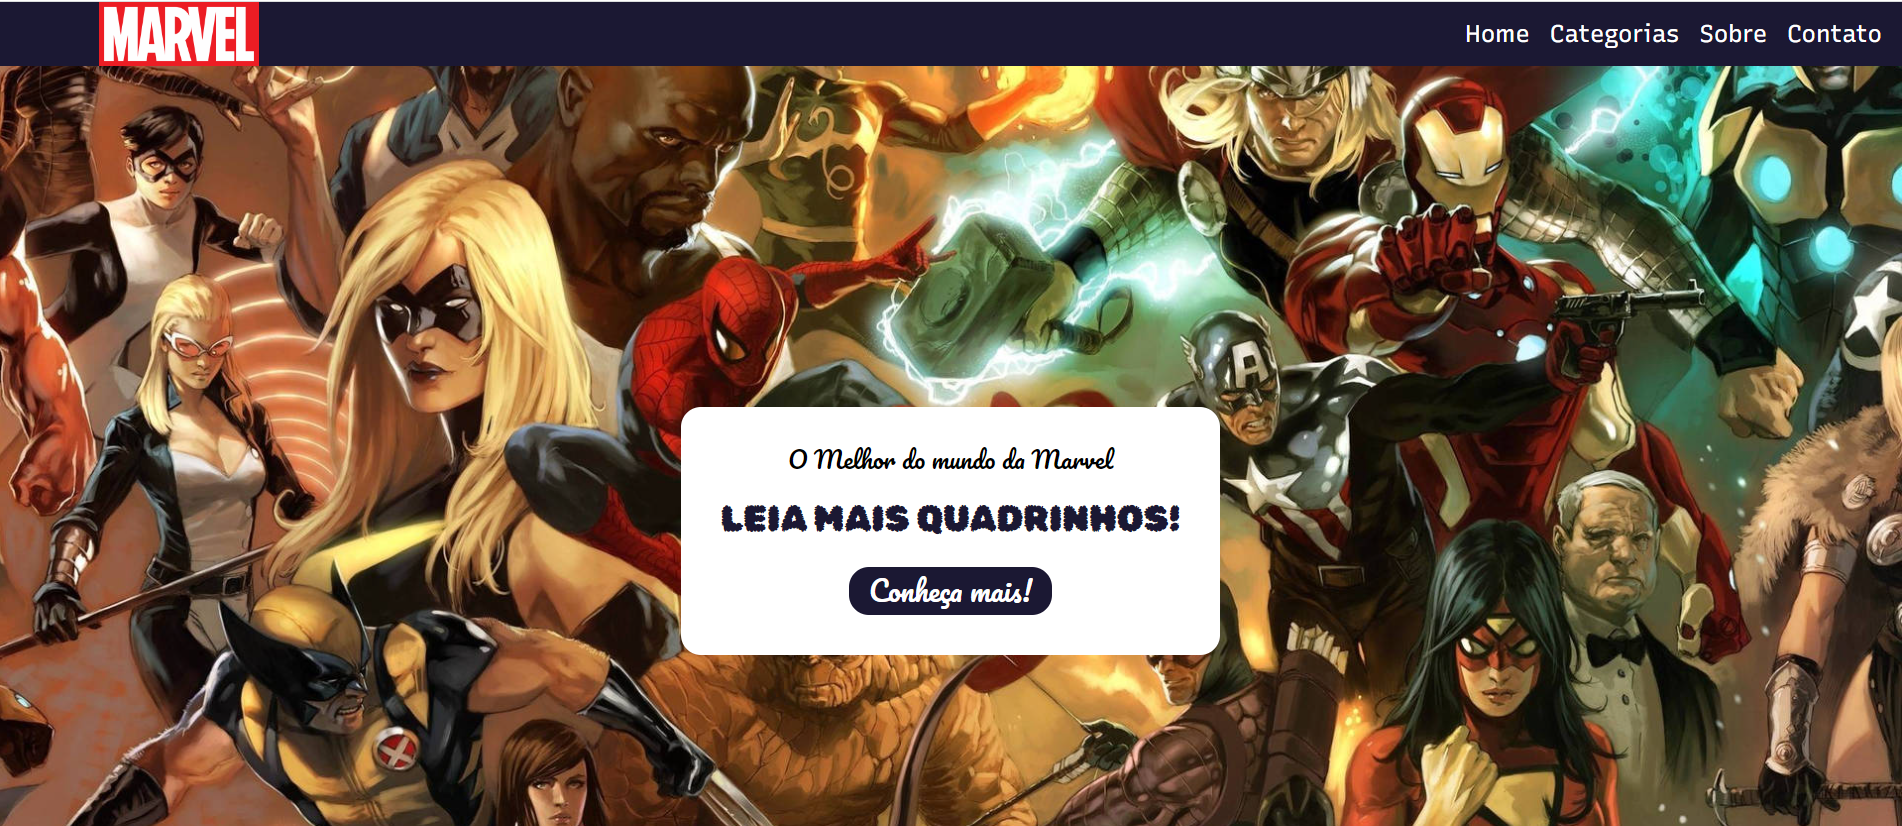 MARVEL
Home Categorias Sobre Contato
O Melhor do mundo da Marvel
LEIA MAIS QUADRINHOS!
Conheça mais!
A